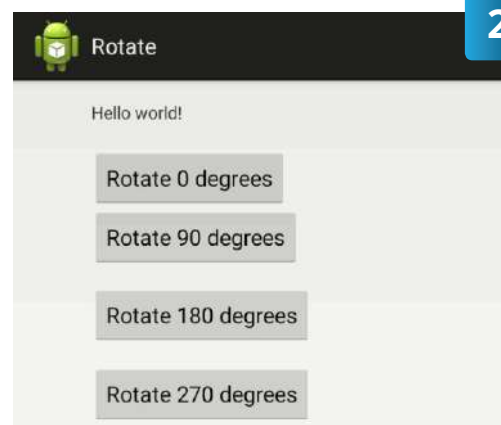 Rotate
2
Hello world!
Rotate 0 degrees
Rotate 90 degrees
Rotate 180 degrees
Rotate 270 degrees